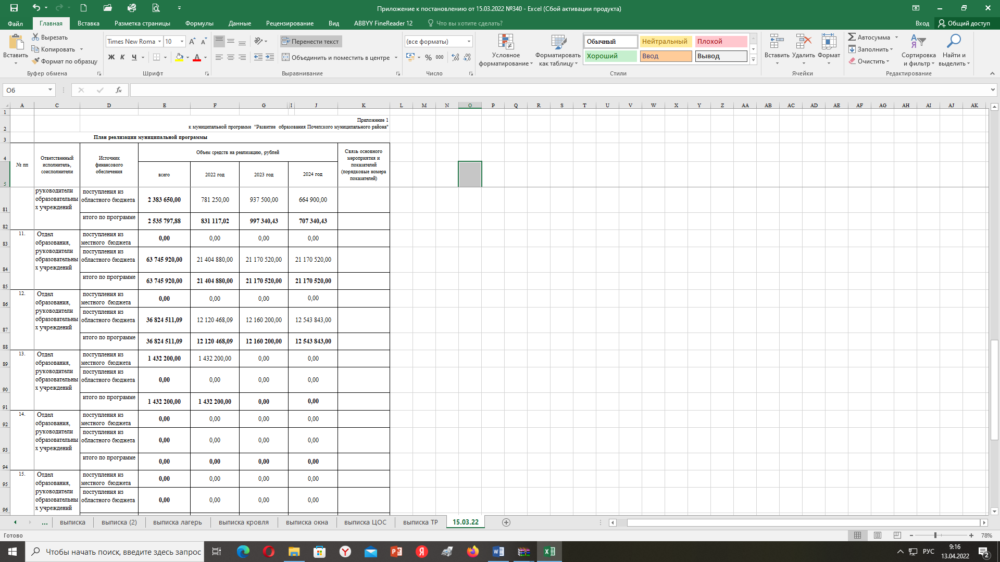 Приложение к постановлению от 15.03.2022 №340 - Excel (Сбой активации продукта)
Файл Главная Вставка Разметка страницы Формулы Данные Рецензирование Вид ABBYY FineReader 12 Что вы хотите сделать? Вход Общий доступ
Вставить
Вырезать
Копировать
Формат по образцу
Буфер обмена
Times New Roma 10
Ж К Ч
Шрифт
Перенести текст
Объединить и поместить в центре
Выравнивание
(все форматы)
% 000
Число
Условное форматирование
Форматировать как таблицу
Обычный Нейтральный Плохой
Хороший Ввод Вывод
Стили
Вставить Удалить Формат
Ячейки
Автосумма
Заполнить
Очистить
Сортировка и фильтр
Найти и выделить
Редактирование
O6
fx
A C D E F G I J K L M N O P Q R S T U V W X Y Z AA AB AC AD AE AF AG AH AI AJ AK
1
2
Приложение 1
к муниципальной программе "Развитие образования Почепского муниципального района"
3 План реализации муниципальной программы
4
5
№ пп
Ответственный исполнитель, соисполнители
Источник финансового обеспечения
Объем средств на реализацию, рублей
всего 2022 год 2023 год 2024 год
Связь основного мероприятия и показателей (порядковые номера показателей)
81 руководители образовательных учреждений поступления из областного бюджета 2 383 650,00 781 250,00 937 500,00 664 900,00
82 итого по программе 2 535 797,88 831 117,02 997 340,43 707 340,43
83 11. Отдел образования, руководители образовательных учреждений поступления из местного бюджета 0,00 0,00 0,00 0,00
84 поступления из областного бюджета 63 745 920,00 21 404 880,00 21 170 520,00 21 170 520,00
85 итого по программе 63 745 920,00 21 404 880,00 21 170 520,00 21 170 520,00
86 12. Отдел образования, руководители образовательных учреждений поступления из местного бюджета 0,00 0,00 0,00 0,00
87 поступления из областного бюджета 36 824 511,09 12 120 468,09 12 160 200,00 12 543 843,00
88 итого по программе 36 824 511,09 12 120 468,09 12 160 200,00 12 543 843,00
89 13. Отдел образования, руководители образовательных учреждений поступления из местного бюджета 1 432 200,00 1 432 200,00 0,00 0,00
90 поступления из областного бюджета 0,00 0,00 0,00 0,00
91 итого по программе 1 432 200,00 1 432 200,00 0,00 0,00
92 14. Отдел образования, руководители образовательных учреждений поступления из местного бюджета 0,00 0,00 0,00 0,00
93 поступления из областного бюджета 0,00 0,00 0,00 0,00
94 итого по программе 0,00 0,00 0,00 0,00
95 15. Отдел образования, руководители образовательных учреждений поступления из местного бюджета 0,00 0,00 0,00 0,00
96 поступления из областного бюджета 0,00 0,00 0,00 0,00
... выписка выписка (2) выписка лагерь выписка кровля выписка окна выписка ЦОС выписка ТР 15.03.22
Готово
78%
Чтобы начать поиск, введите здесь запрос
РУС
9:16
13.04.2022
2